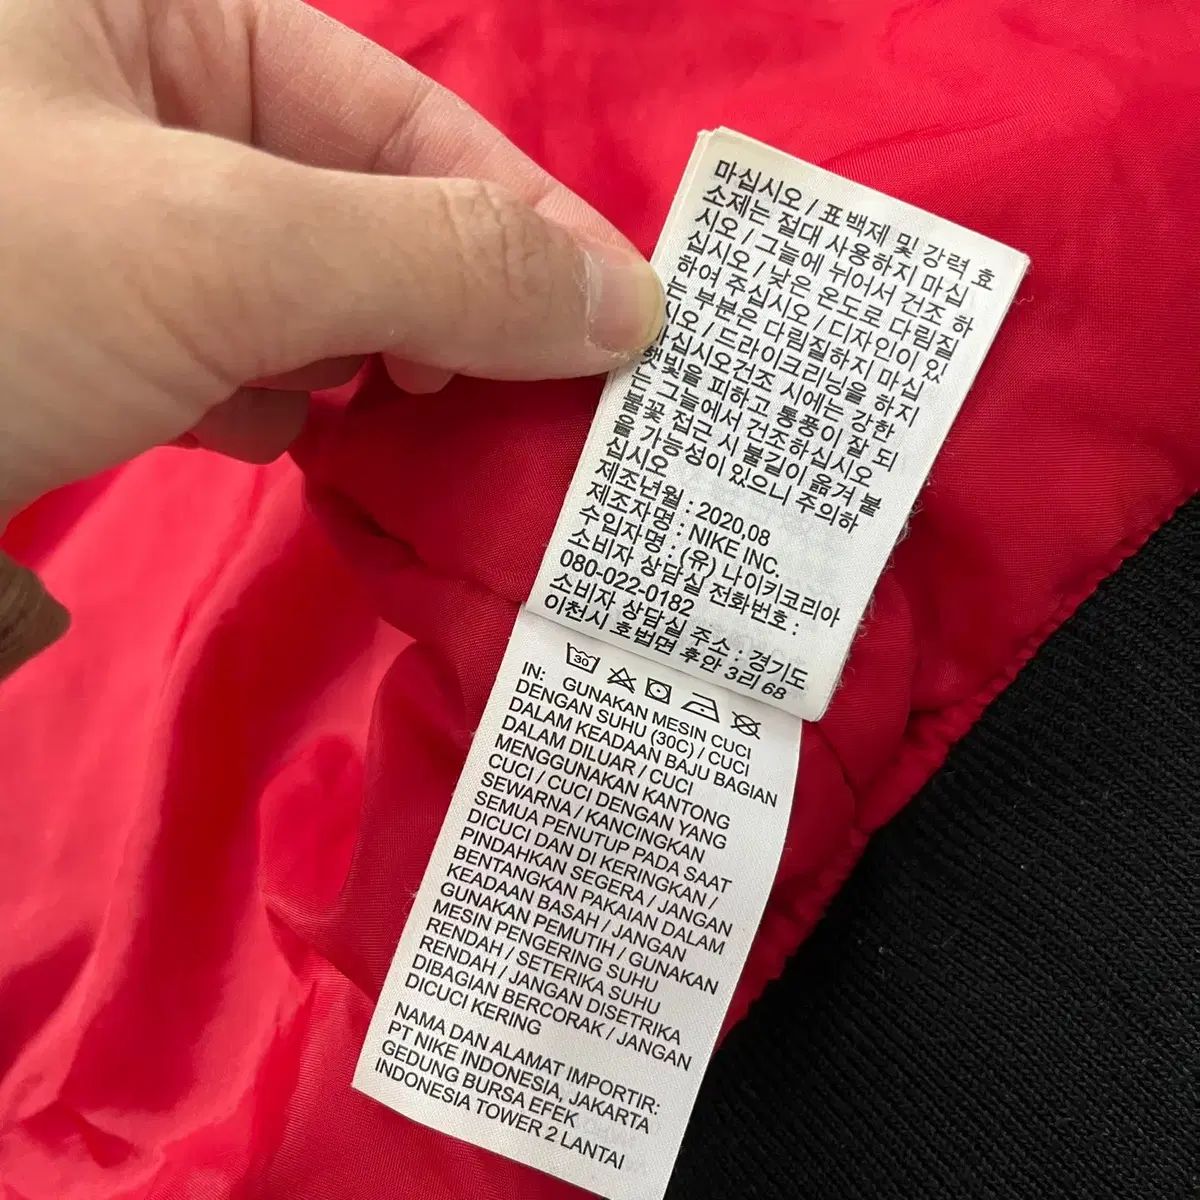 마십시오 / 표백제 및 강력 효
소제는 절대 사용하지 마십
시오 / 그늘에 뉘어서 건조 하
십시오 / 낮은 온도로 다림질
하여 주십시오 / 디자인이 있
는 부분은 다림질하지 마십
시오 / 드라이크리닝을 하지
마십시오건조 시에는 강한
햇빛을 피하고 통풍이 잘 되
는 그늘에서 건조하십시오
불꽃 접근 시 불길이 옮겨 붙
을 가능성이 있으니 주의하
십시오
제조년월 : 2020.08
제조자명 : NIKE INC.
수입자명 : (유) 나이키코리아
소비자 상담실 전화번호 :
080-022-0182
소비자 상담실 주소 : 경기도
이천시 호법면 후안 3리 68
30
IN: GUNAKAN MESIN CUCI
DENGAN SUHU (30C) / CUCI
DALAM KEADAAN BAJU BAGIAN
DALAM DILUAR / CUCI
MENGGUNAKAN KANTONG
CUCI / CUCI DENGAN YANG
SEWARNA / KANCINGKAN
SEMUA PENUTUP PADA SAAT
DICUCI DAN DI KERINGKAN /
PINDAHKAN SEGERA / JANGAN
BENTANGKAN PAKAIAN DALAM
KEADAAN BASAH / JANGAN
GUNAKAN PEMUTIH / GUNAKAN
MESIN PENGERING SUHU
RENDAH / SETERIKA SUHU
RENDAH / JANGAN DISETRIKA
DIBAGIAN BERCORAK / JANGAN
DICUCI KERING
NAMA DAN ALAMAT IMPORTIR:
PT NIKE INDONESIA, JAKARTA
GEDUNG BURSA EFEK
INDONESIA TOWER 2 LANTAI